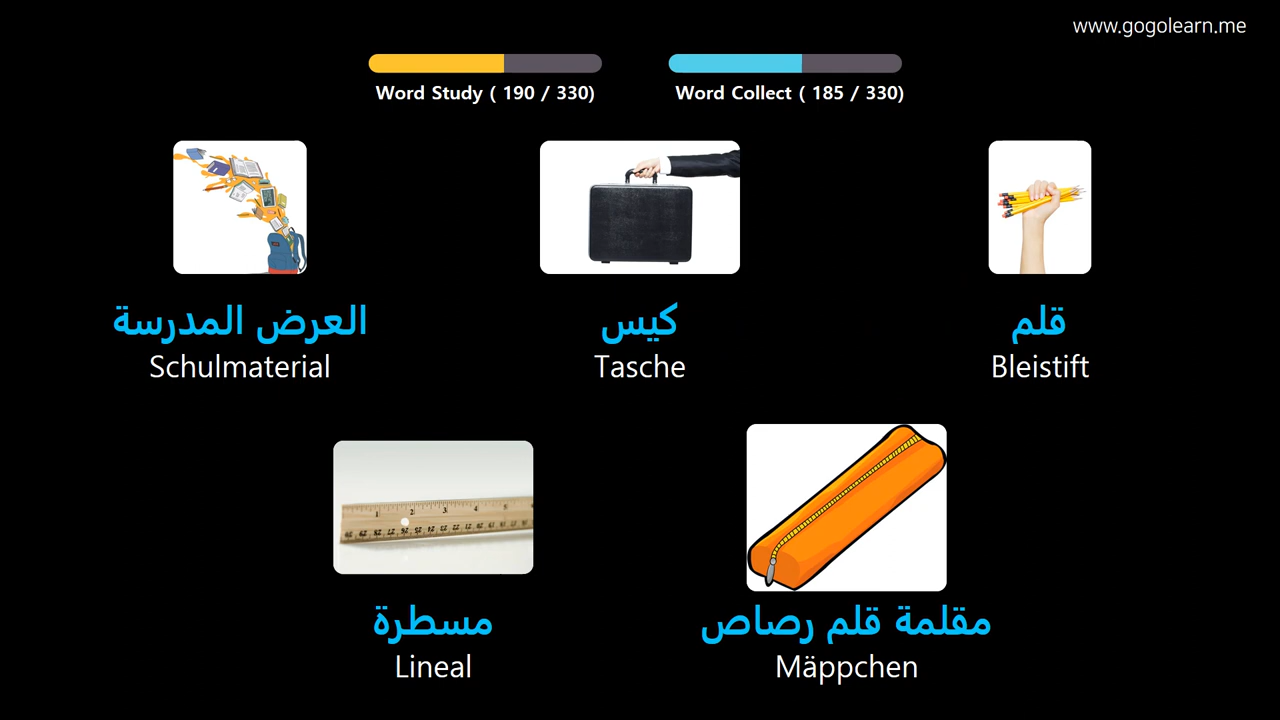 www.gogolearn.me
Word Study ( 190 / 330)
Word Collect ( 185 / 330)
العرض المدرسة
Schulmaterial
كيس
Tasche
قلم
Bleistift
مسطرة
Lineal
مقلمة قلم رصاص
Mäppchen